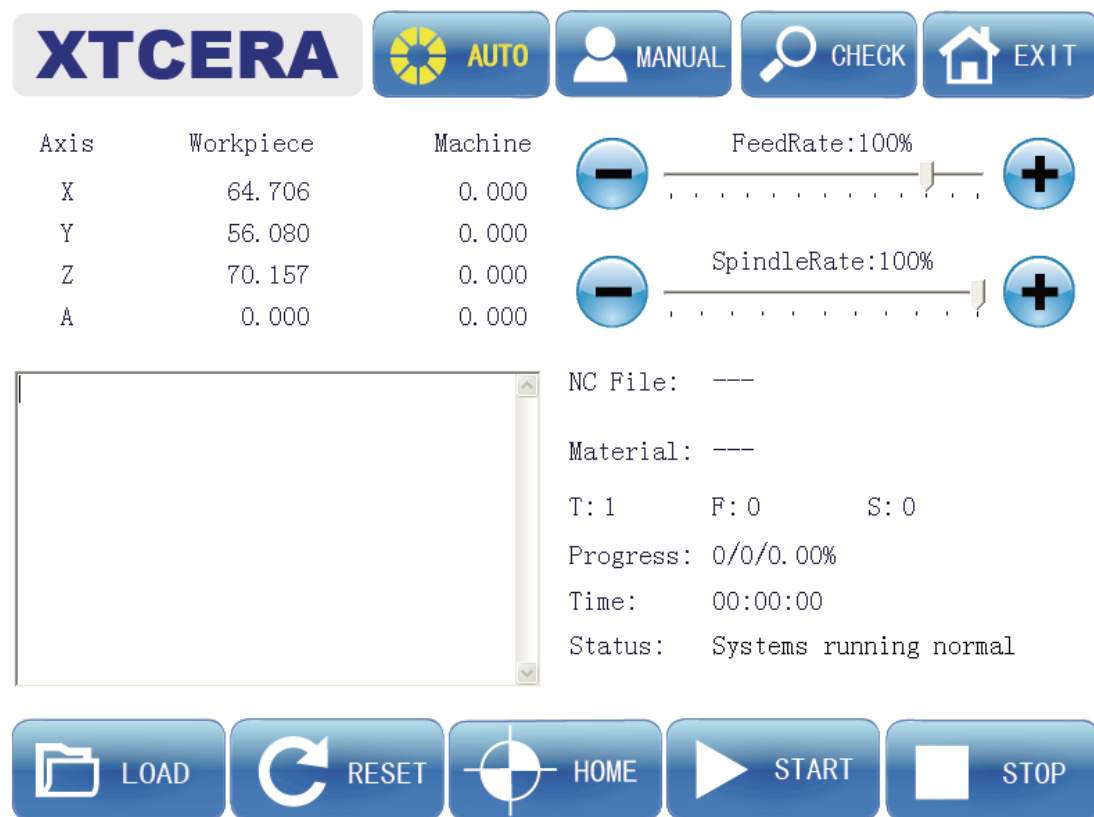 XTCERA AUTO MANUAL CHECK EXIT
Axis Workpiece Machine
X 64.706 0.000
Y 56.080 0.000
Z 70.157 0.000
A 0.000 0.000
FeedRate:100%
SpindleRate:100%
NC File: ---
Material: ---
T:1 F:0 S:0
Progress: 0/0/0.00%
Time: 00:00:00
Status: Systems running normal
LOAD RESET HOME START STOP